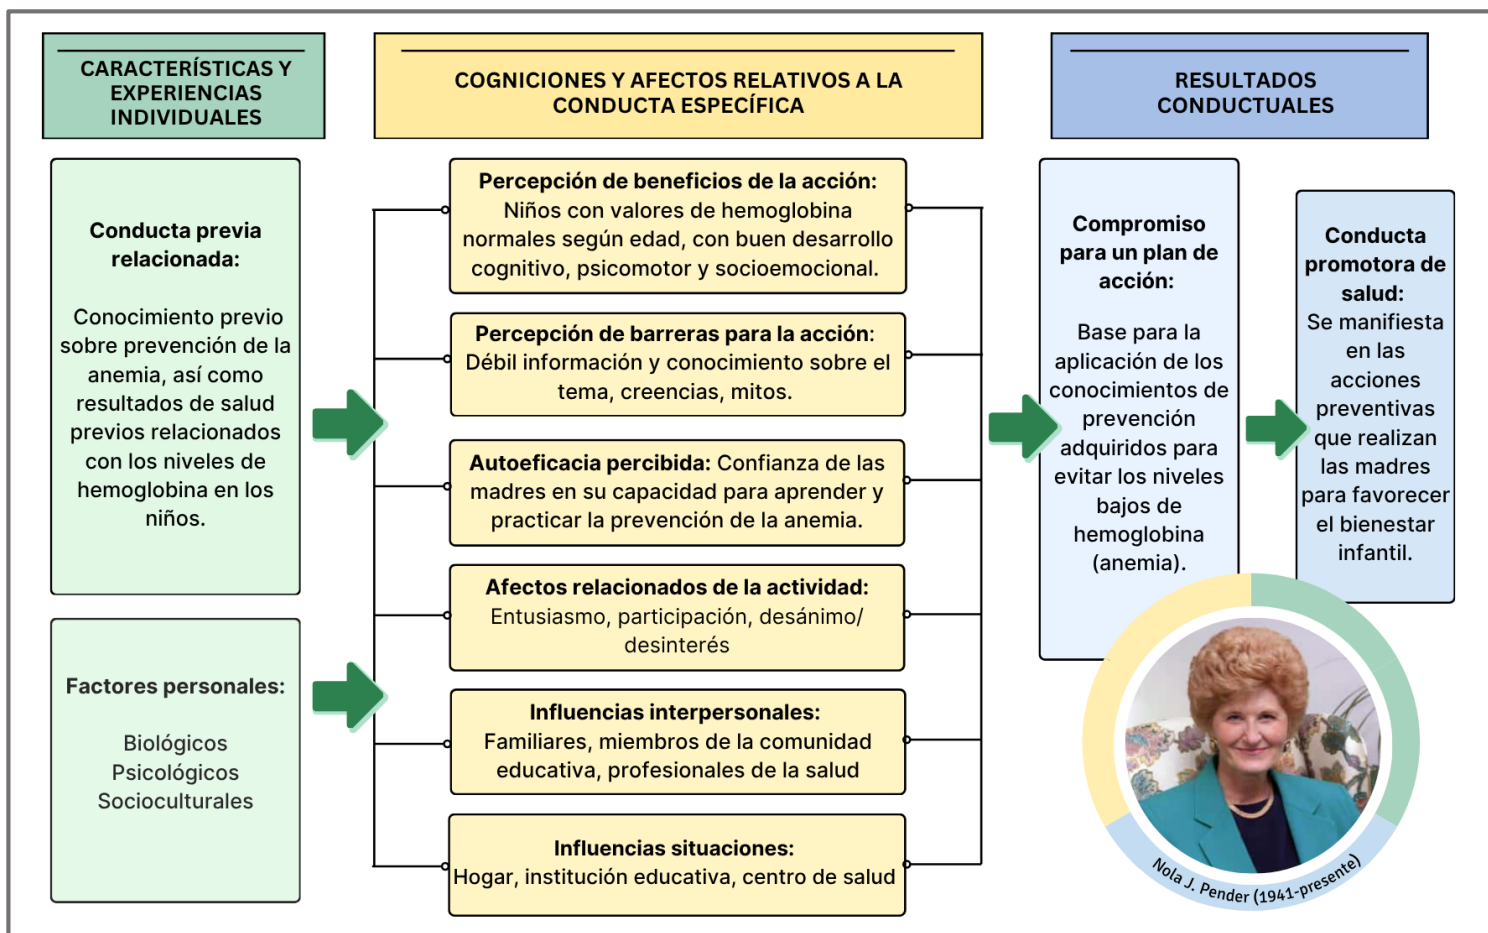 CARACTERÍSTICAS Y
EXPERIENCIAS
INDIVIDUALES
COGNICIONES Y AFECTOS RELATIVOS A LA
CONDUCTA ESPECÍFICA
RESULTADOS
CONDUCTUALES
Conducta previa
relacionada:
Conocimiento previo
sobre prevención de la
anemia, así como
resultados de salud
previos relacionados
con los niveles de
hemoglobina en los
niños.
Factores personales:
Biológicos
Psicológicos
Socioculturales
Percepción de beneficios de la acción:
Niños con valores de hemoglobina
normales según edad, con buen desarrollo
cognitivo, psicomotor y socioemocional.
Percepción de barreras para la acción:
Débil información y conocimiento sobre el
tema, creencias, mitos.
Autoeficacia percibida: Confianza de las
madres en su capacidad para aprender y
practicar la prevención de la anemia.
Afectos relacionados de la actividad:
Entusiasmo, participación, desánimo/
desinterés
Influencias interpersonales:
Familiares, miembros de la comunidad
educativa, profesionales de la salud
Influencias situaciones:
Hogar, institución educativa, centro de salud
Compromiso
para un plan de
acción:
Base para la
aplicación de los
conocimientos de
prevención
adquiridos para
evitar los niveles
bajos de
hemoglobina
(anemia).
Conducta
promotora de
salud:
Se manifiesta
en las
acciones
preventivas
que realizan
las madres
para favorecer
el bienestar
infantil.
Nola J. Pender (1941-presente)